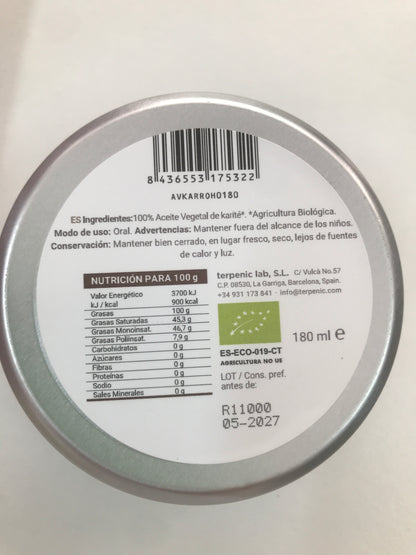 8 436553 175322
AVKARROHO180
ES Ingredientes:100% Aceite Vegetal de karité*. *Agricultura Biológica.
Modo de uso: Oral. Advertencias: Mantener fuera del alcance de los niños.
Conservación: Mantener bien cerrado, en lugar fresco, seco, lejos de fuentes
de calor y luz.
NUTRICIÓN PARA 100 g
Valor Energético 3700 kJ
kJ / kcal 900 kcal
Grasas 100 g
Grasas Saturadas 45,3 g
Grasas Monoinsat. 46,7 g
Grasas Poliinsat. 7,9 g
Carbohidratos 0 g
Azúcares 0 g
Fibras 0 g
Proteínas 0 g
Sodio 0 g
Sales Minerales 0 g
terpenic lab, S.L. C/ Vulcà No.57
C.P. 08530, La Garriga, Barcelona, Spain.
+34 931 173 841 · info@terpenic.com
180 ml e
ES-ECO-019-CT
AGRICULTURA NO US
LOT / Cons. pref.
antes de:
R11000
05-2027